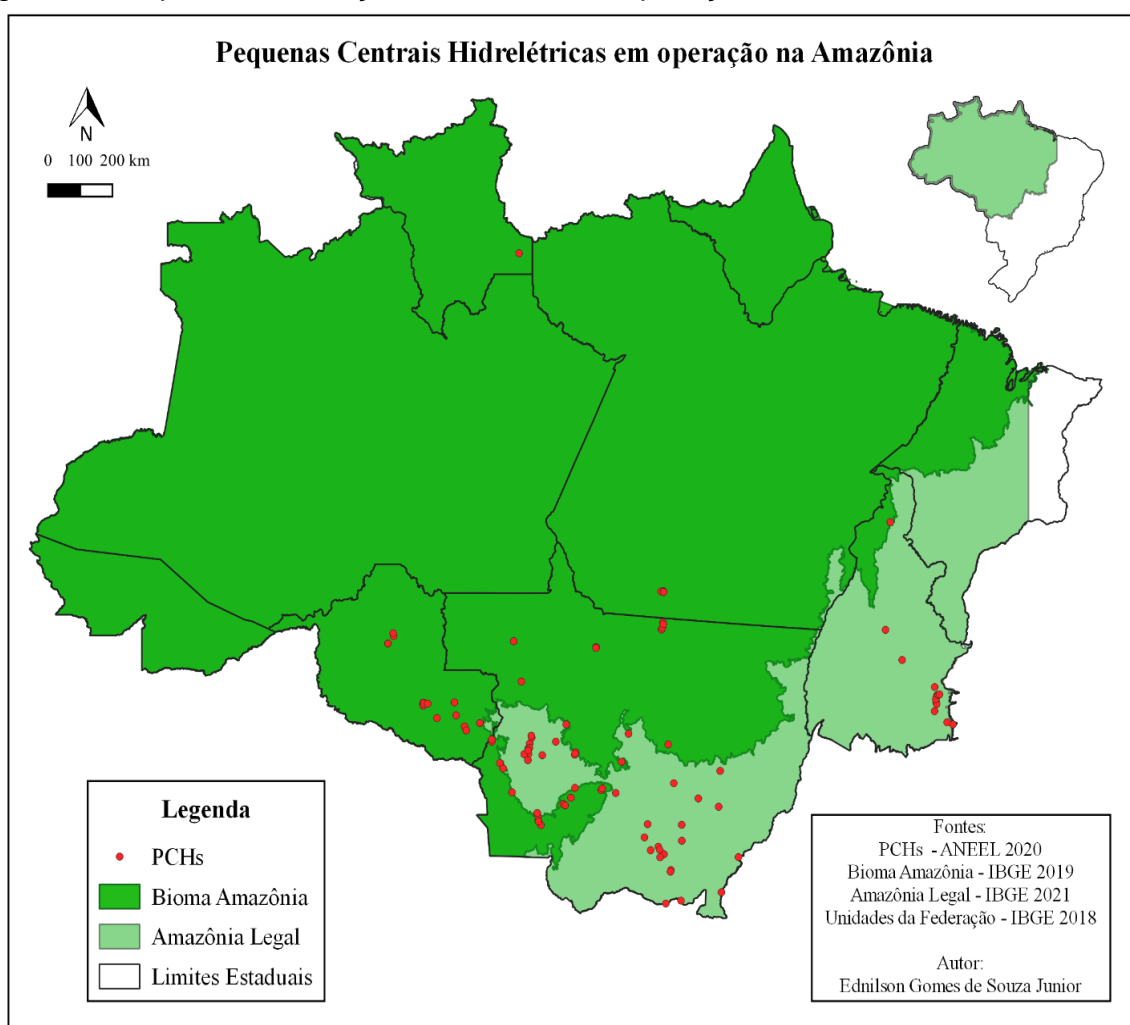 Pequenas Centrais Hidrelétricas em operação na Amazônia
N
0 100 200 km
Legenda
PCHs
Bioma Amazônia
Amazônia Legal
Limites Estaduais
Fontes:
PCHs - ANEEL 2020
Bioma Amazônia - IBGE 2019
Amazônia Legal - IBGE 2021
Unidades da Federação - IBGE 2018
Autor:
Ednilson Gomes de Souza Junior